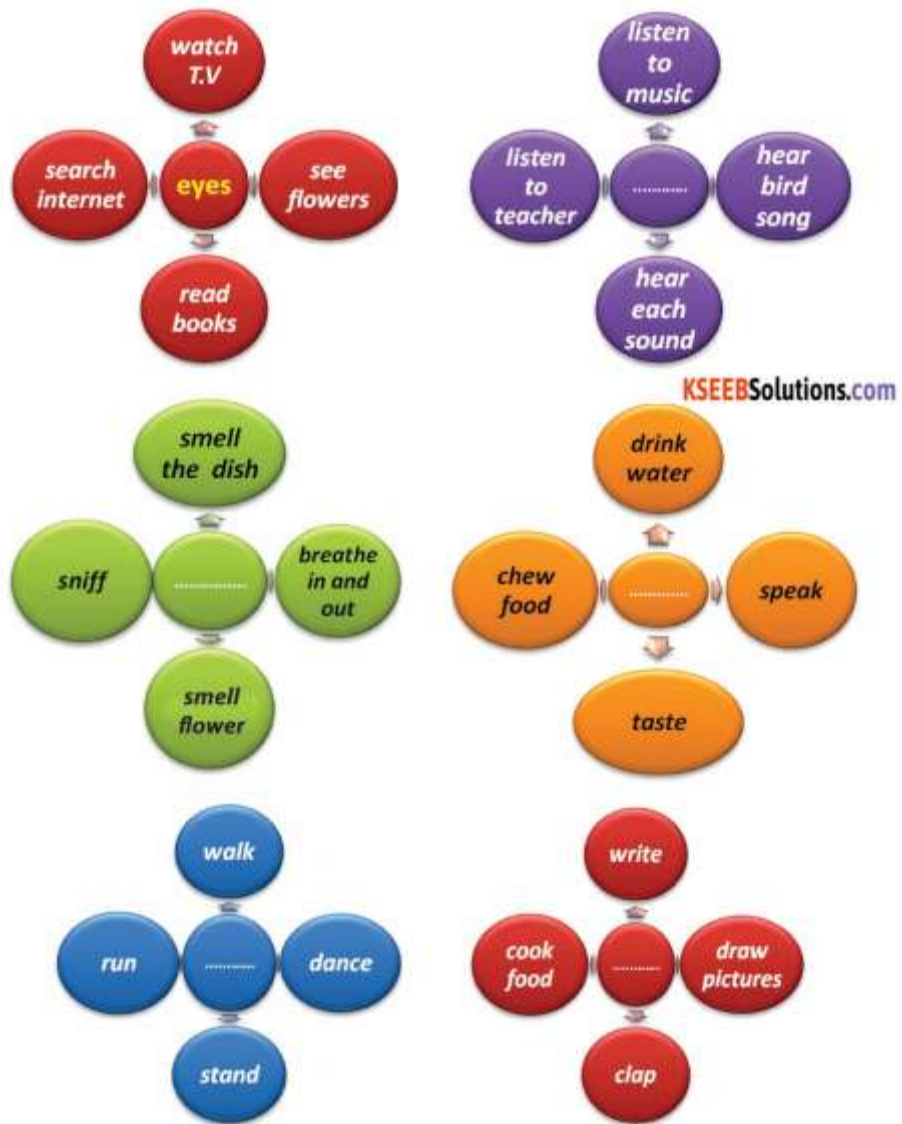 watch
T.V
search
internet
eyes
see
flowers
read
books
listen
to
music
listen
to
teacher
............
hear
bird
song
hear
each
sound
KSEEBSolutions.com
smell
the dish
sniff
...............
breathe
in and
out
smell
flower
drink
water
chew
food
...............
speak
taste
walk
run
............
dance
stand
write
cook
food
............
draw
pictures
clap